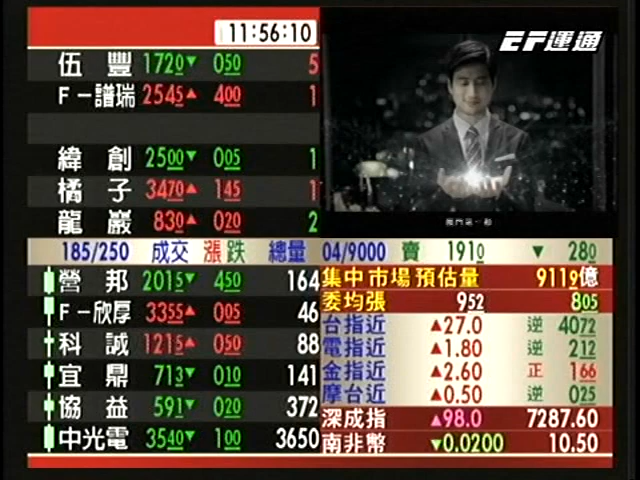 11:56:10
EF運通
伍豐 1720▼ 050 5
F－譜瑞 2545▲ 400 1
緯創 2500▼ 005 1
橘子 3470▲ 145 1
龍巖 830▲ 020 2
185/250 成交 漲跌 總量
04/9000 賣 1910 ▼ 280
營邦 2015▼ 450 164
F－欣厚 3355▲ 005 46
科誠 1215▲ 050 88
宜鼎 713▼ 010 141
協益 591▼ 020 372
中光電 3540▼ 100 3650
集中市場預估量 9119億
委均張 952 805
台指近 ▲27.0 逆 4072
電指近 ▲1.80 逆 212
金指近 ▲2.60 正 166
摩台近 ▲0.50 逆 025
深成指 ▲98.0 7287.60
南非幣 ▼0.0200 10.50